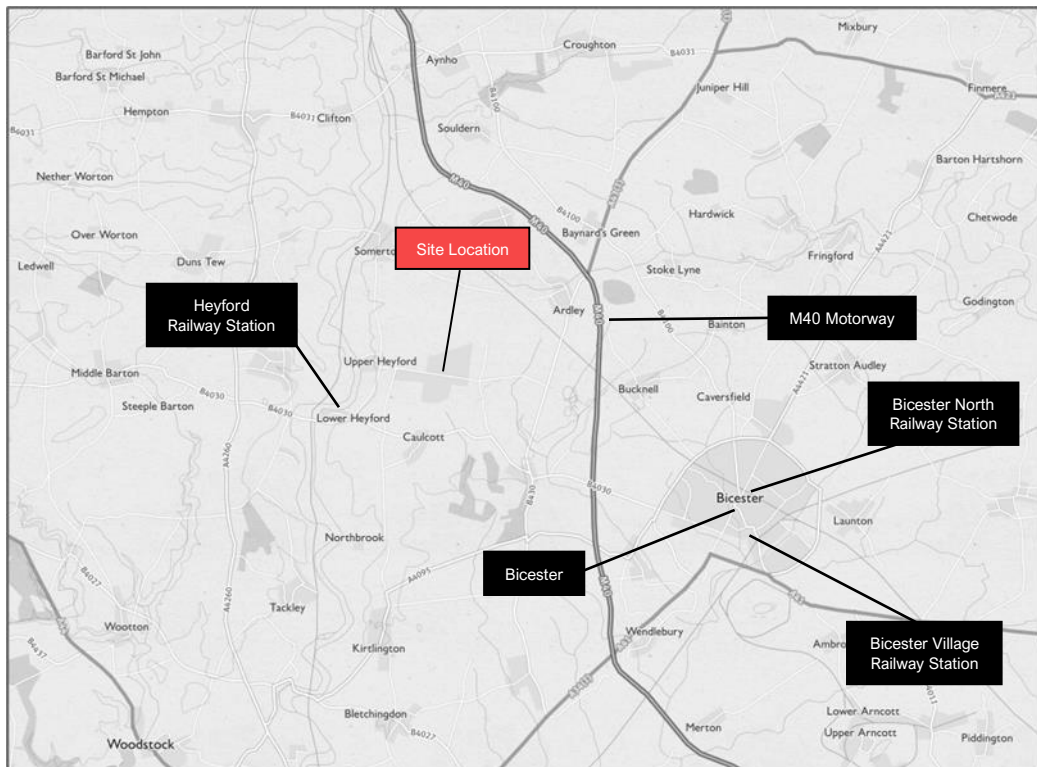 Mixbury
Croughton
B4031
Barford St John
Aynho
Barford St Michael
Juniper Hill
Finmere
B4100
A423
Hempton
B4031
Clifton
B4031
Souldern
Barton Hartshorn
Nether Worton
M40
A4421
Hardwick
B4100
Chetwode
M40
Baynard's Green
Over Worton
Somerton
Site Location
Fringford
Ledwell
Duns Tew
Stoke Lyne
Heyford
Railway Station
Ardley
M40
B4100
Bainton
M40 Motorway
Godington
Upper Heyford
Stratton Audley
Middle Barton
Bucknell
Caversfield
A4421
B4030
Steeple Barton
B4030
Lower Heyford
Bicester North
Railway Station
Caulcott
A4260
B4030
B430
Bicester
Launton
Northbrook
Bicester
A4095
B4027
A4260
Tackley
M40
A41
Wootton
Wendlebury
Bicester Village
Railway Station
Kirtlington
B4437
Bletchingdon
B4027
Lower Arncott
Merton
Upper Arncott
Piddington
Woodstock